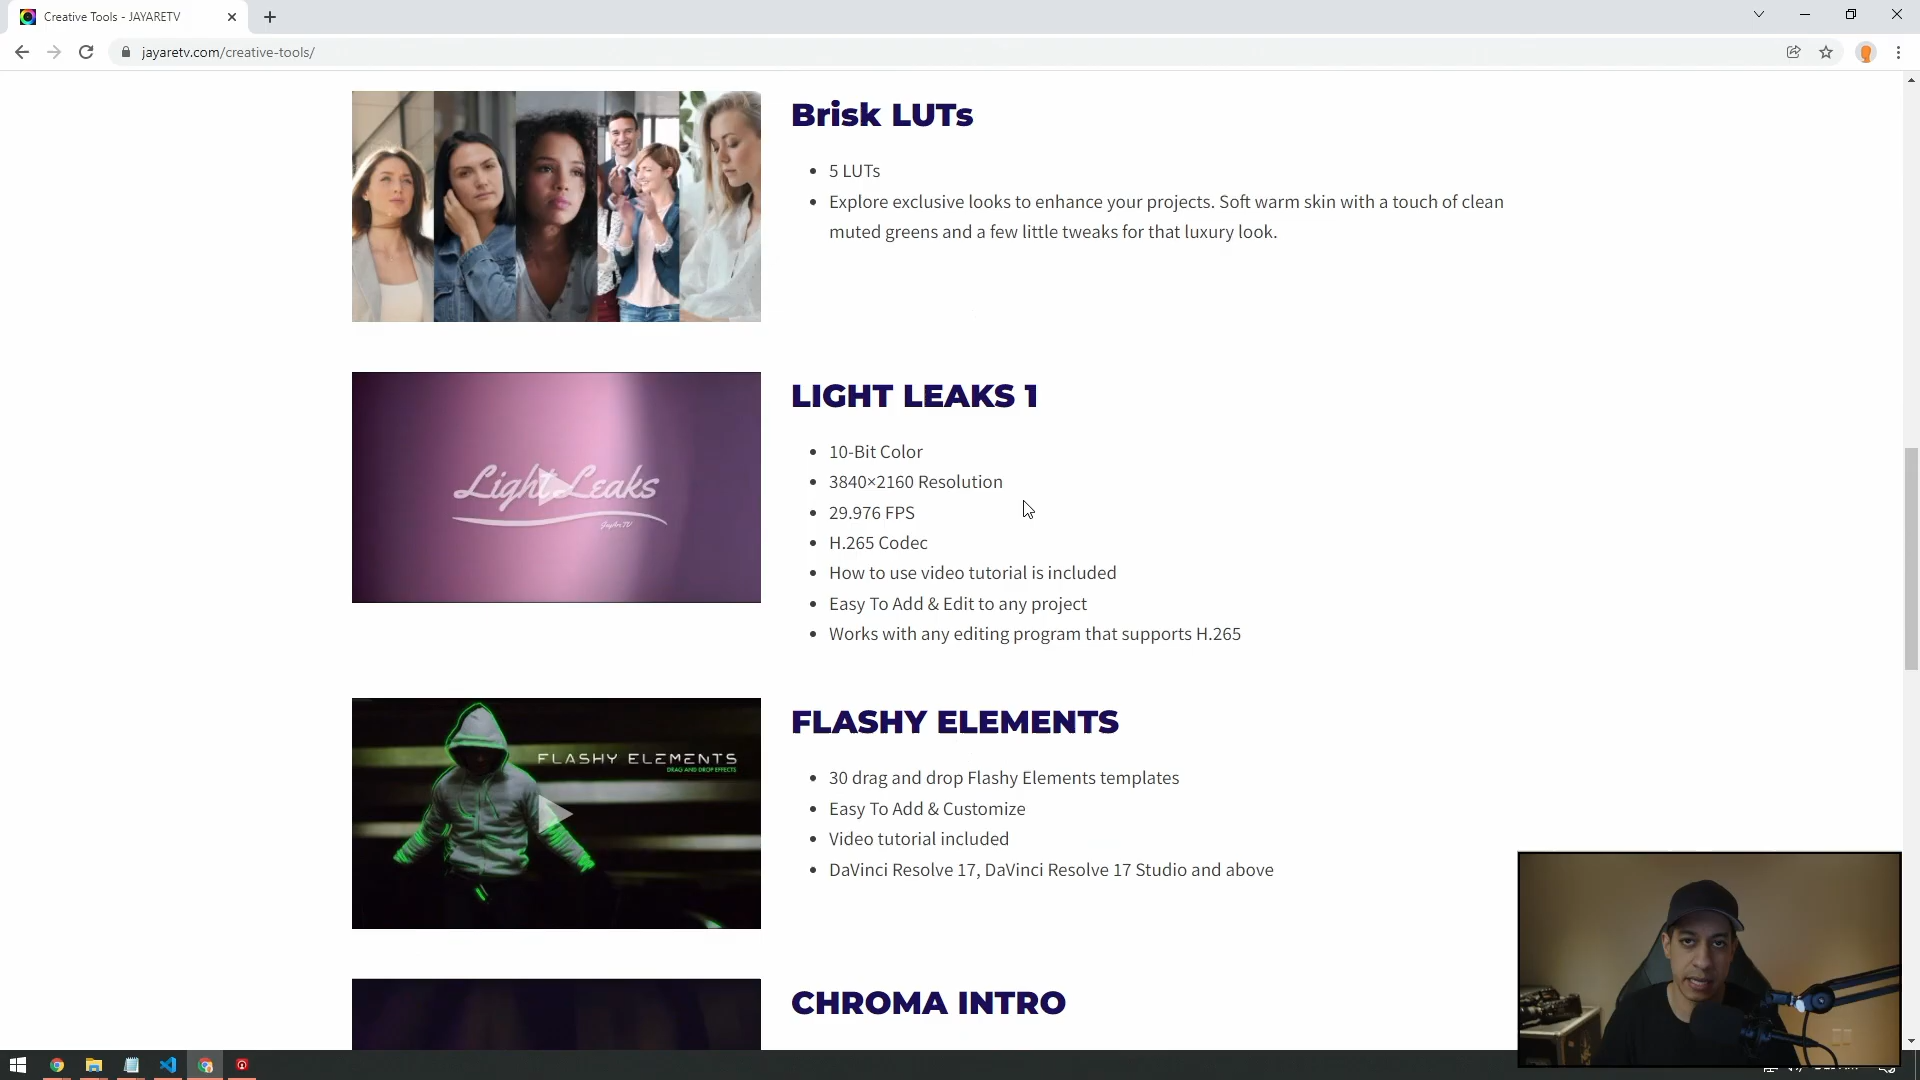 Creative Tools - JAYARETV
jayaretv.com/creative-tools/
Brisk LUTs
5 LUTs
Explore exclusive looks to enhance your projects. Soft warm skin with a touch of clean
muted greens and a few little tweaks for that luxury look.
Light Leaks
JayAreTV
LIGHT LEAKS 1
10-Bit Color
3840×2160 Resolution
29.976 FPS
H.265 Codec
How to use video tutorial is included
Easy To Add & Edit to any project
Works with any editing program that supports H.265
FLASHY ELEMENTS
DRAG AND DROP EFFECTS
FLASHY ELEMENTS
30 drag and drop Flashy Elements templates
Easy To Add & Customize
Video tutorial included
DaVinci Resolve 17, DaVinci Resolve 17 Studio and above
CHROMA INTRO